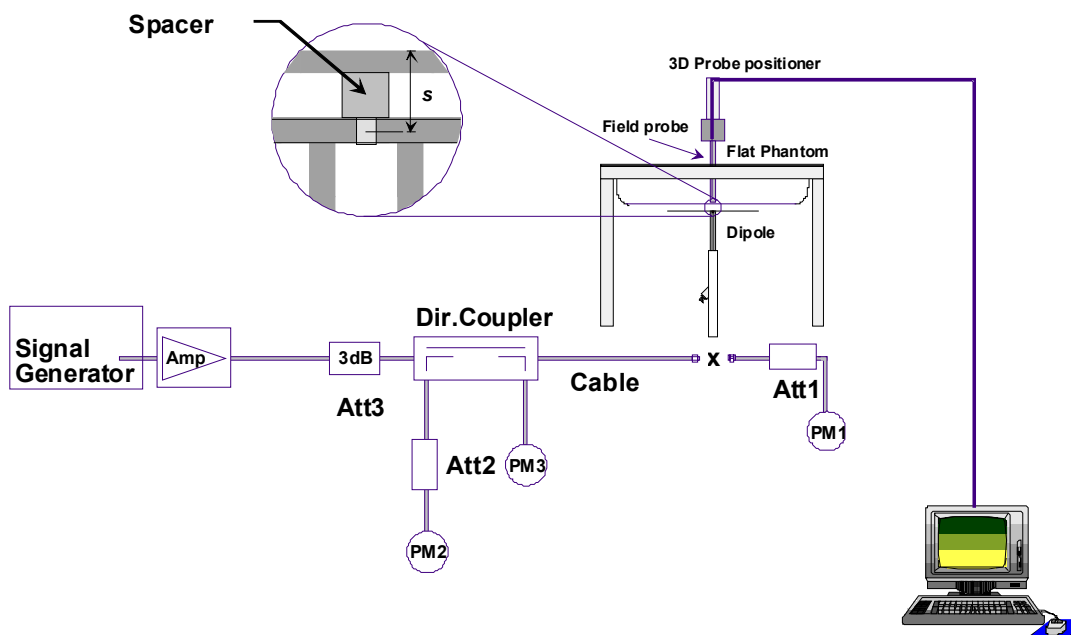 Spacer
s
3D Probe positioner
Field probe
Flat Phantom
Dipole
Dir.Coupler
Signal
Generator
Amp
3dB
Att3
Cable
x
Att1
PM1
Att2
PM3
PM2